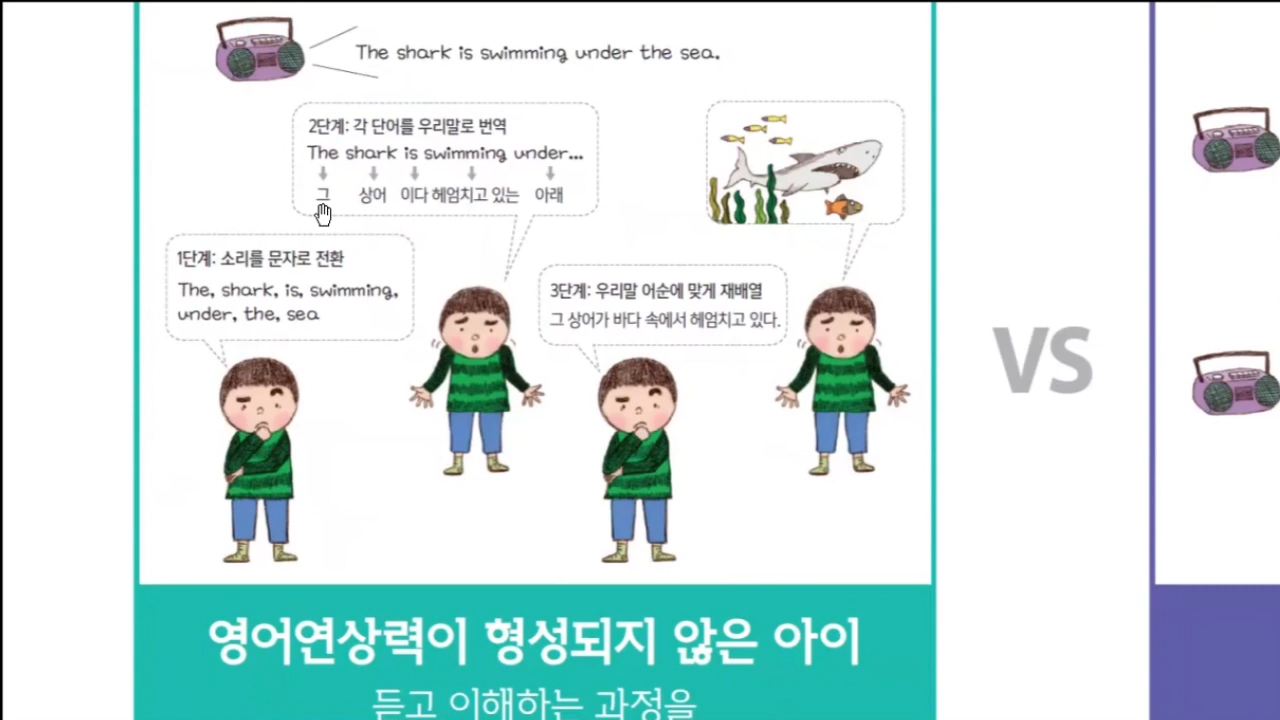 The shark is swimming under the sea.
2단계: 각 단어를 우리말로 번역
The shark is swimming under...
그 상어 이다 헤엄치고 있는 아래
1단계: 소리를 문자로 전환
The, shark, is, swimming,
under, the, sea
3단계: 우리말 어순에 맞게 재배열
그 상어가 바다 속에서 헤엄치고 있다.
VS
영어연상력이 형성되지 않은 아이
듣고 이해하는 과정을